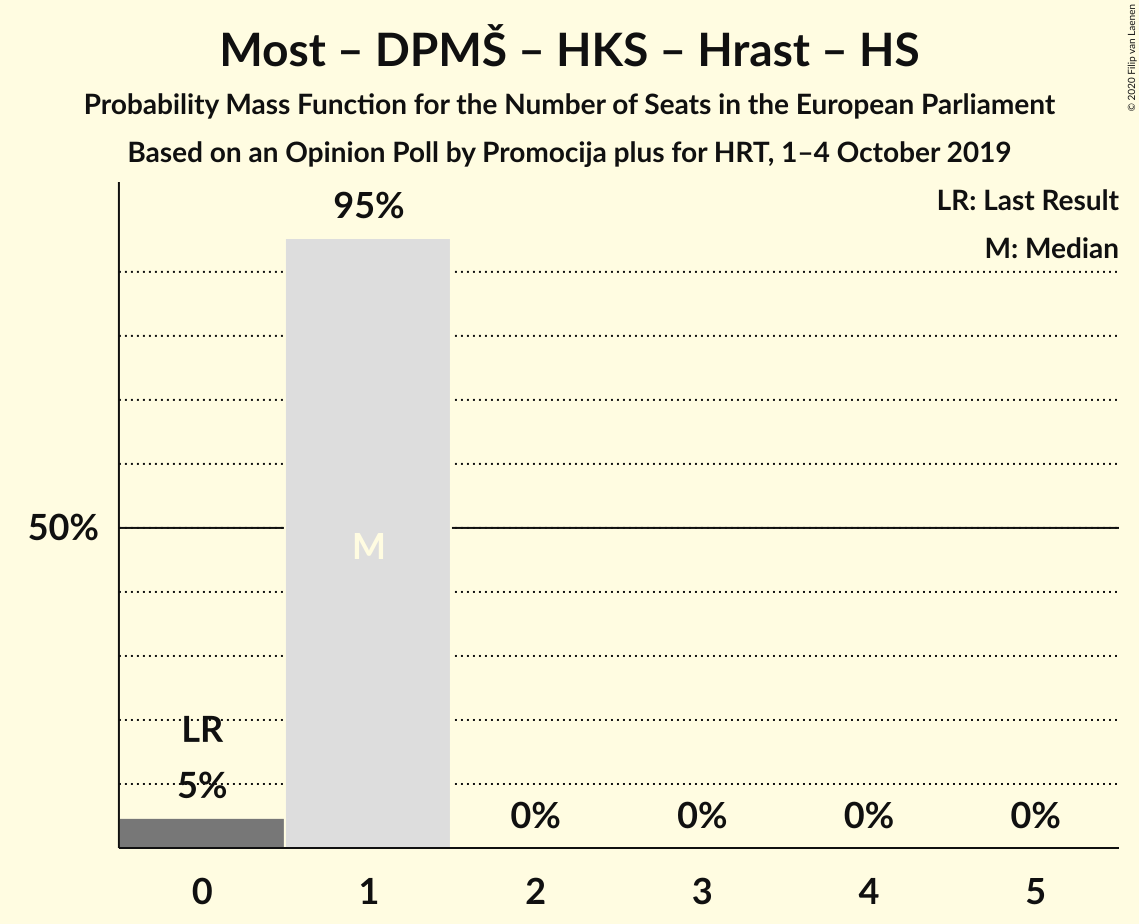 Most – DPMŠ – HKS – Hrast – HS
Probability Mass Function for the Number of Seats in the European Parliament
Based on an Opinion Poll by Promocija plus for HRT, 1–4 October 2019
© 2020 Filip van Laenen
95%
LR: Last Result
M: Median
50%
M
LR
5%
0%
0%
0%
0%
0
1
2
3
4
5